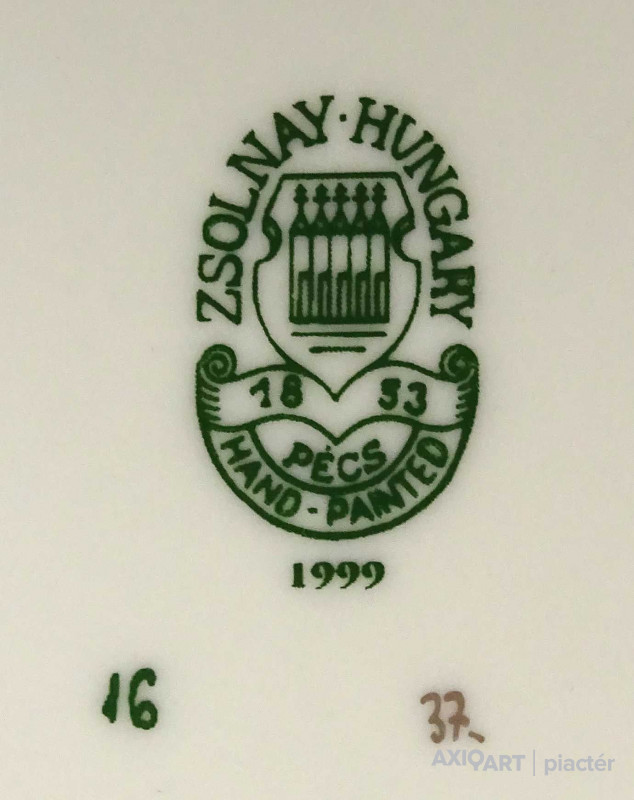 ZSOLNAY·HUNGARY
18 53
PÉCS
HAND-PAINTED
1999
16
37.
AXIOART | piactér